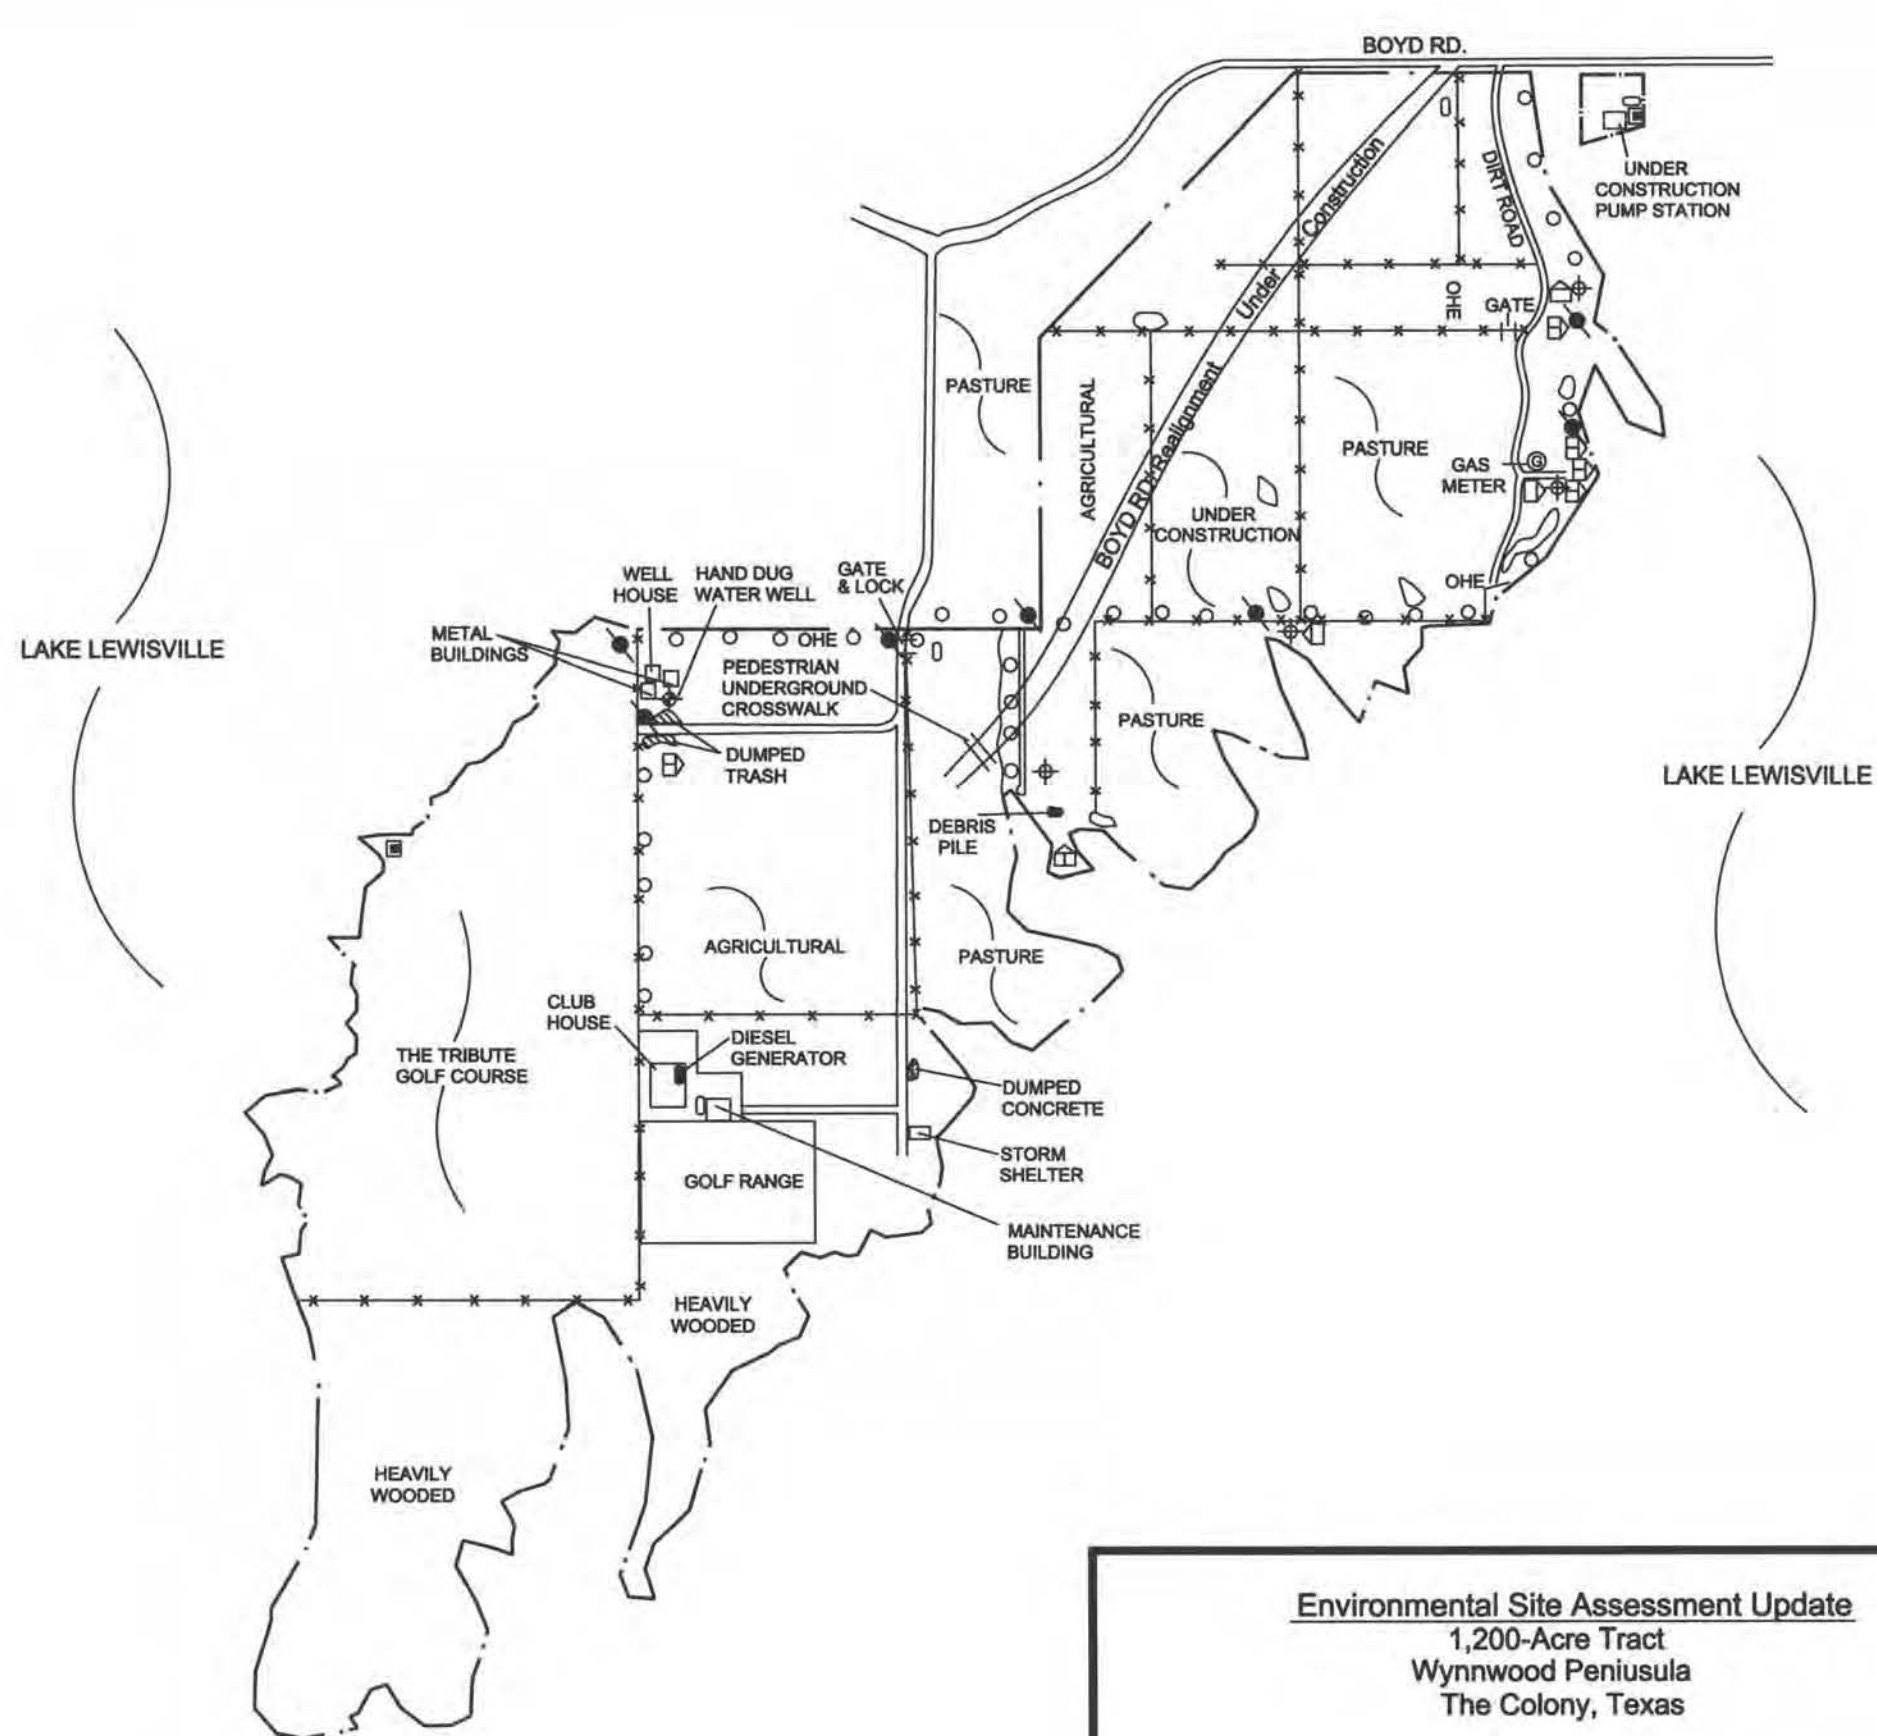 BOYD RD.
UNDER
CONSTRUCTION
PUMP STATION
DIRT ROAD
Construction
Under
BOYD RD. Realignment
OHE
GATE
PASTURE
AGRICULTURAL
PASTURE
GAS
METER
G
UNDER
CONSTRUCTION
OHE
WELL
HOUSE
HAND DUG
WATER WELL
GATE
& LOCK
METAL
BUILDINGS
OHE
LAKE LEWISVILLE
PEDESTRIAN
UNDERGROUND
CROSSWALK
PASTURE
DUMPED
TRASH
LAKE LEWISVILLE
DEBRIS
PILE
AGRICULTURAL
PASTURE
CLUB
HOUSE
DIESEL
GENERATOR
THE TRIBUTE
GOLF COURSE
DUMPED
CONCRETE
STORM
SHELTER
GOLF RANGE
MAINTENANCE
BUILDING
HEAVILY
WOODED
HEAVILY
WOODED
Environmental Site Assessment Update
1,200-Acre Tract
Wynnwood Peniusula
The Colony, Texas